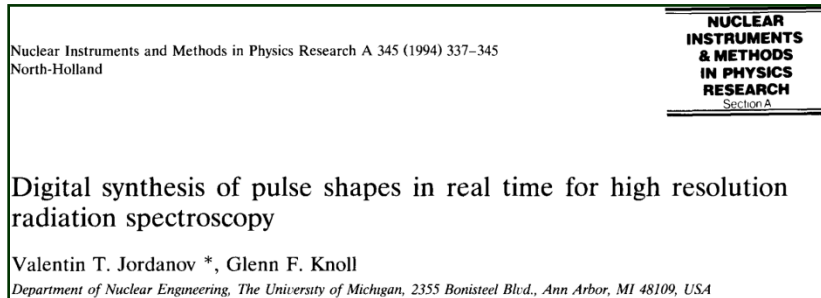 Nuclear Instruments and Methods in Physics Research A 345 (1994) 337–345
North-Holland
NUCLEAR
INSTRUMENTS
& METHODS
IN PHYSICS
RESEARCH
Section A
Digital synthesis of pulse shapes in real time for high resolution
radiation spectroscopy
Valentin T. Jordanov *, Glenn F. Knoll
Department of Nuclear Engineering, The University of Michigan, 2355 Bonisteel Blvd., Ann Arbor, MI 48109, USA